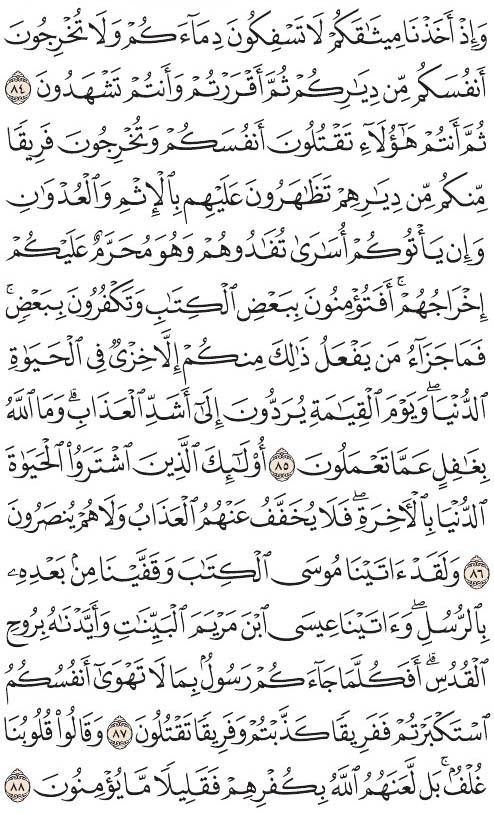 وَإِذْ أَخَذْنَا مِيثَٰقَكُمْ لَا تَسْفِكُونَ دِمَآءَكُمْ وَلَا تُخْرِجُونَ
أَنفُسَكُم مِّن دِيَٰرِكُمْ ثُمَّ أَقْرَرْتُمْ وَأَنتُمْ تَشْهَدُونَ ٨٤
ثُمَّ أَنتُمْ هَٰٓؤُلَآءِ تَقْتُلُونَ أَنفُسَكُمْ وَتُخْرِجُونَ فَرِيقًا
مِّنكُم مِّن دِيَٰرِهِمْ تَظَٰهَرُونَ عَلَيْهِم بِٱلْإِثْمِ وَٱلْعُدْوَٰنِ
وَإِن يَأْتُوكُمْ أُسَٰرَىٰ تُفَٰدُوهُمْ وَهُوَ مُحَرَّمٌ عَلَيْكُمْ
إِخْرَاجُهُمْ ۚ أَفَتُؤْمِنُونَ بِبَعْضِ ٱلْكِتَٰبِ وَتَكْفُرُونَ بِبَعْضٍ ۚ
فَمَا جَزَآءُ مَن يَفْعَلُ ذَٰلِكَ مِنكُمْ إِلَّا خِزْىٌ فِى ٱلْحَيَوٰةِ
ٱلدُّنْيَا ۖ وَيَوْمَ ٱلْقِيَٰمَةِ يُرَدُّونَ إِلَىٰٓ أَشَدِّ ٱلْعَذَابِ ۗ وَمَا ٱللَّهُ
بِغَٰفِلٍ عَمَّا تَعْمَلُونَ ٨٥ أُو۟لَٰٓئِكَ ٱلَّذِينَ ٱشْتَرَوُا۟ ٱلْحَيَوٰةَ
ٱلدُّنْيَا بِٱلْءَاخِرَةِ ۖ فَلَا يُخَفَّفُ عَنْهُمُ ٱلْعَذَابُ وَلَا هُمْ يُنصَرُونَ
٨٦ وَلَقَدْ ءَاتَيْنَا مُوسَى ٱلْكِتَٰبَ وَقَفَّيْنَا مِنۢ بَعْدِهِۦ
بِٱلرُّسُلِ ۖ وَءَاتَيْنَا عِيسَى ٱبْنَ مَرْيَمَ ٱلْبَيِّنَٰتِ وَأَيَّدْنَٰهُ بِرُوحِ
ٱلْقُدُسِ ۗ أَفَكُلَّمَا جَآءَكُمْ رَسُولٌۢ بِمَا لَا تَهْوَىٰٓ أَنفُسُكُمُ
ٱسْتَكْبَرْتُمْ فَفَرِيقًا كَذَّبْتُمْ وَفَرِيقًا تَقْتُلُونَ ٨٧ وَقَالُوا۟ قُلُوبُنَا
غُلْفٌۢ ۚ بَل لَّعَنَهُمُ ٱللَّهُ بِكُفْرِهِمْ فَقَلِيلًا مَّا يُؤْمِنُونَ ٨٨